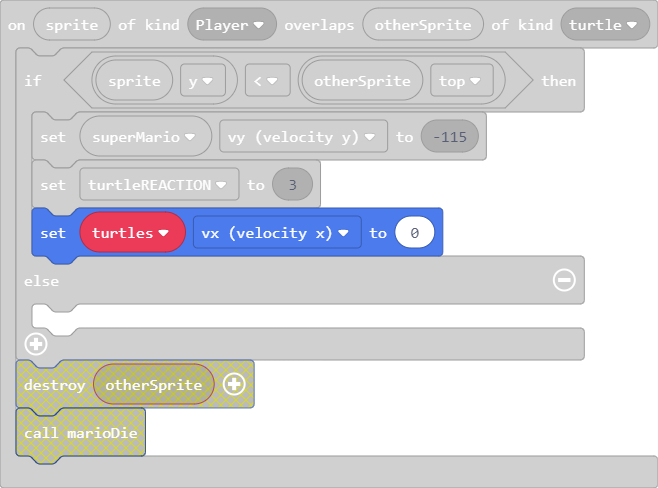 on sprite of kind Player overlaps otherSprite of kind turtle
if sprite y < otherSprite top then
set superMario vy (velocity y) to -115
set turtleREACTION to 3
set turtles vx (velocity x) to 0
else
destroy otherSprite
call marioDie